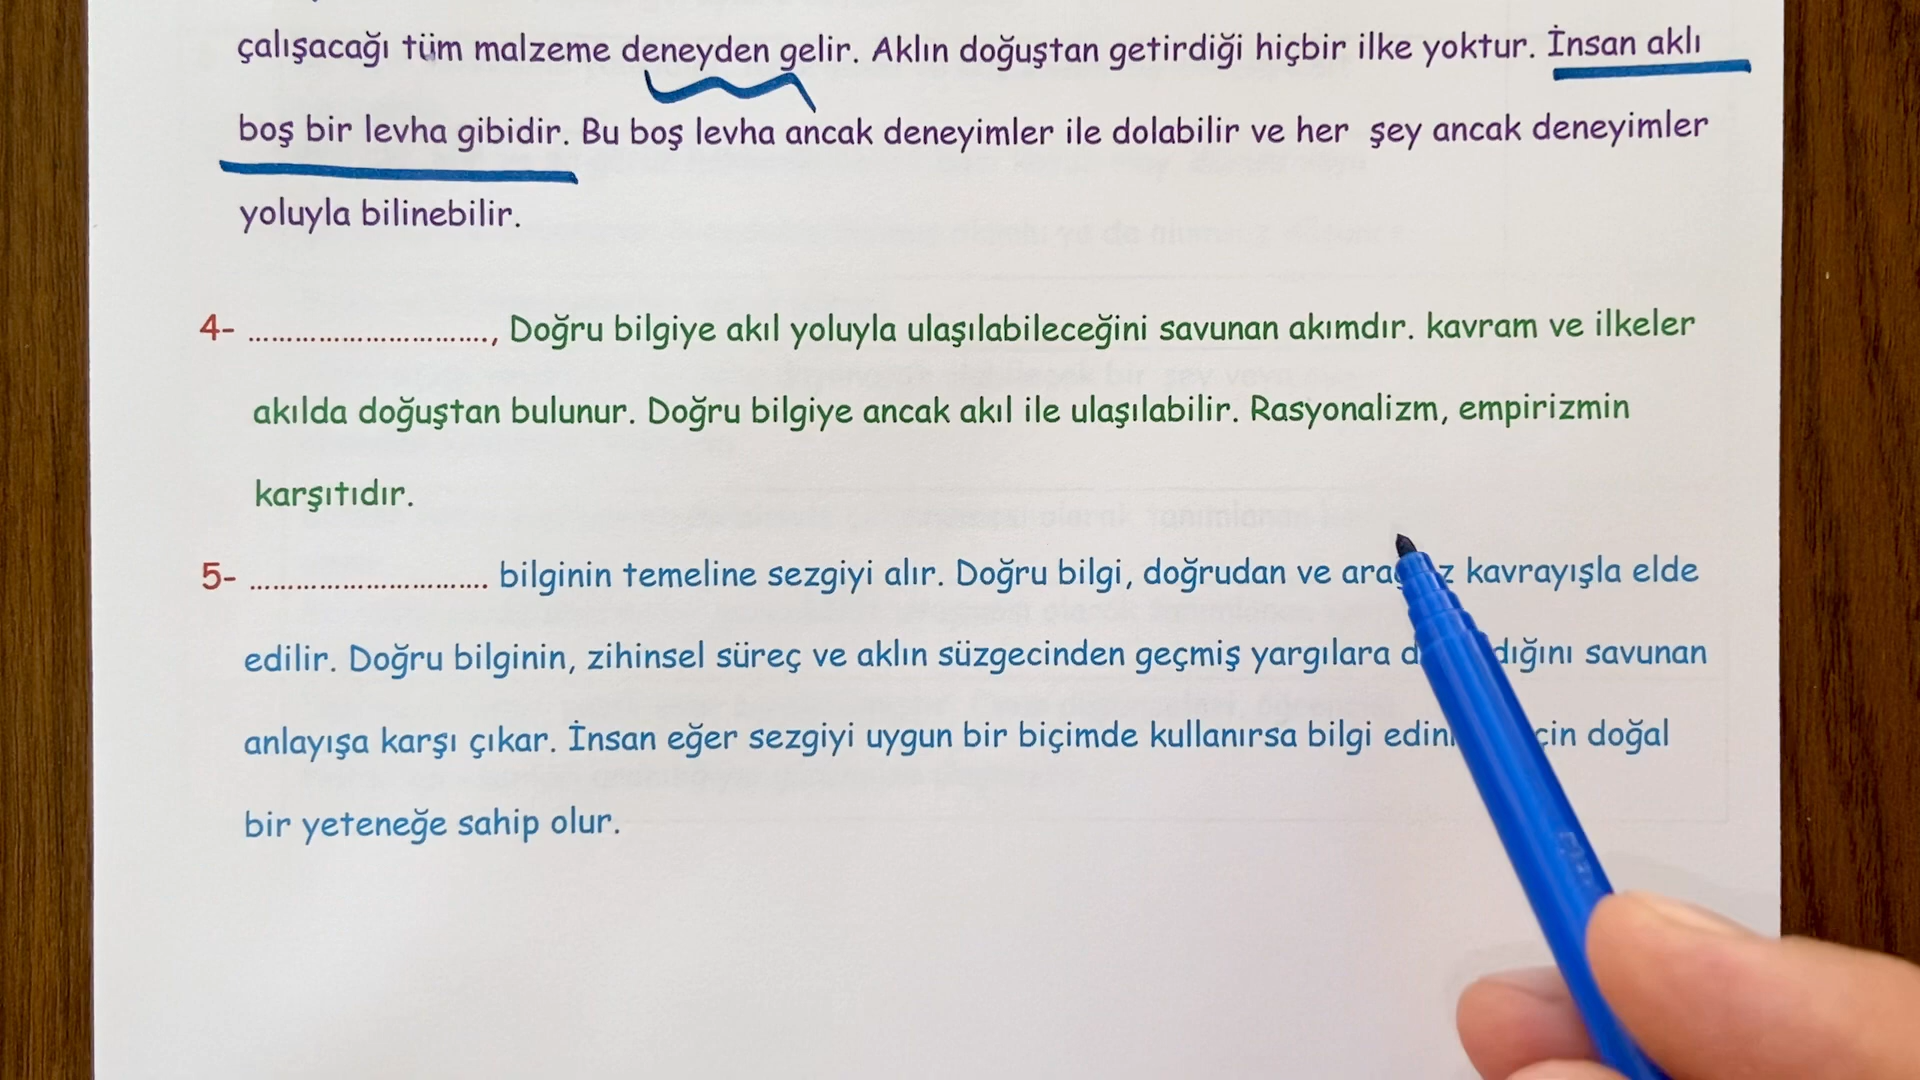 çalışacağı tüm malzeme deneyden gelir. Aklın doğuştan getirdiği hiçbir ilke yoktur. İnsan aklı
boş bir levha gibidir. Bu boş levha ancak deneyimler ile dolabilir ve her şey ancak deneyimler
yoluyla bilinebilir.
4- ..............................., Doğru bilgiye akıl yoluyla ulaşılabileceğini savunan akımdır. kavram ve ilkeler
akılda doğuştan bulunur. Doğru bilgiye ancak akıl ile ulaşılabilir. Rasyonalizm, empirizmin
karşıtıdır.
5- ............................... bilginin temeline sezgiyi alır. Doğru bilgi, doğrudan ve kavrayışla elde
edilir. Doğru bilginin, zihinsel süreç ve aklın süzgecinden geçmiş yargılara savunan
anlayışa karşı çıkar. İnsan eğer sezgiyi uygun bir biçimde kullanırsa bilgi doğal
bir yeteneğe sahip olur.